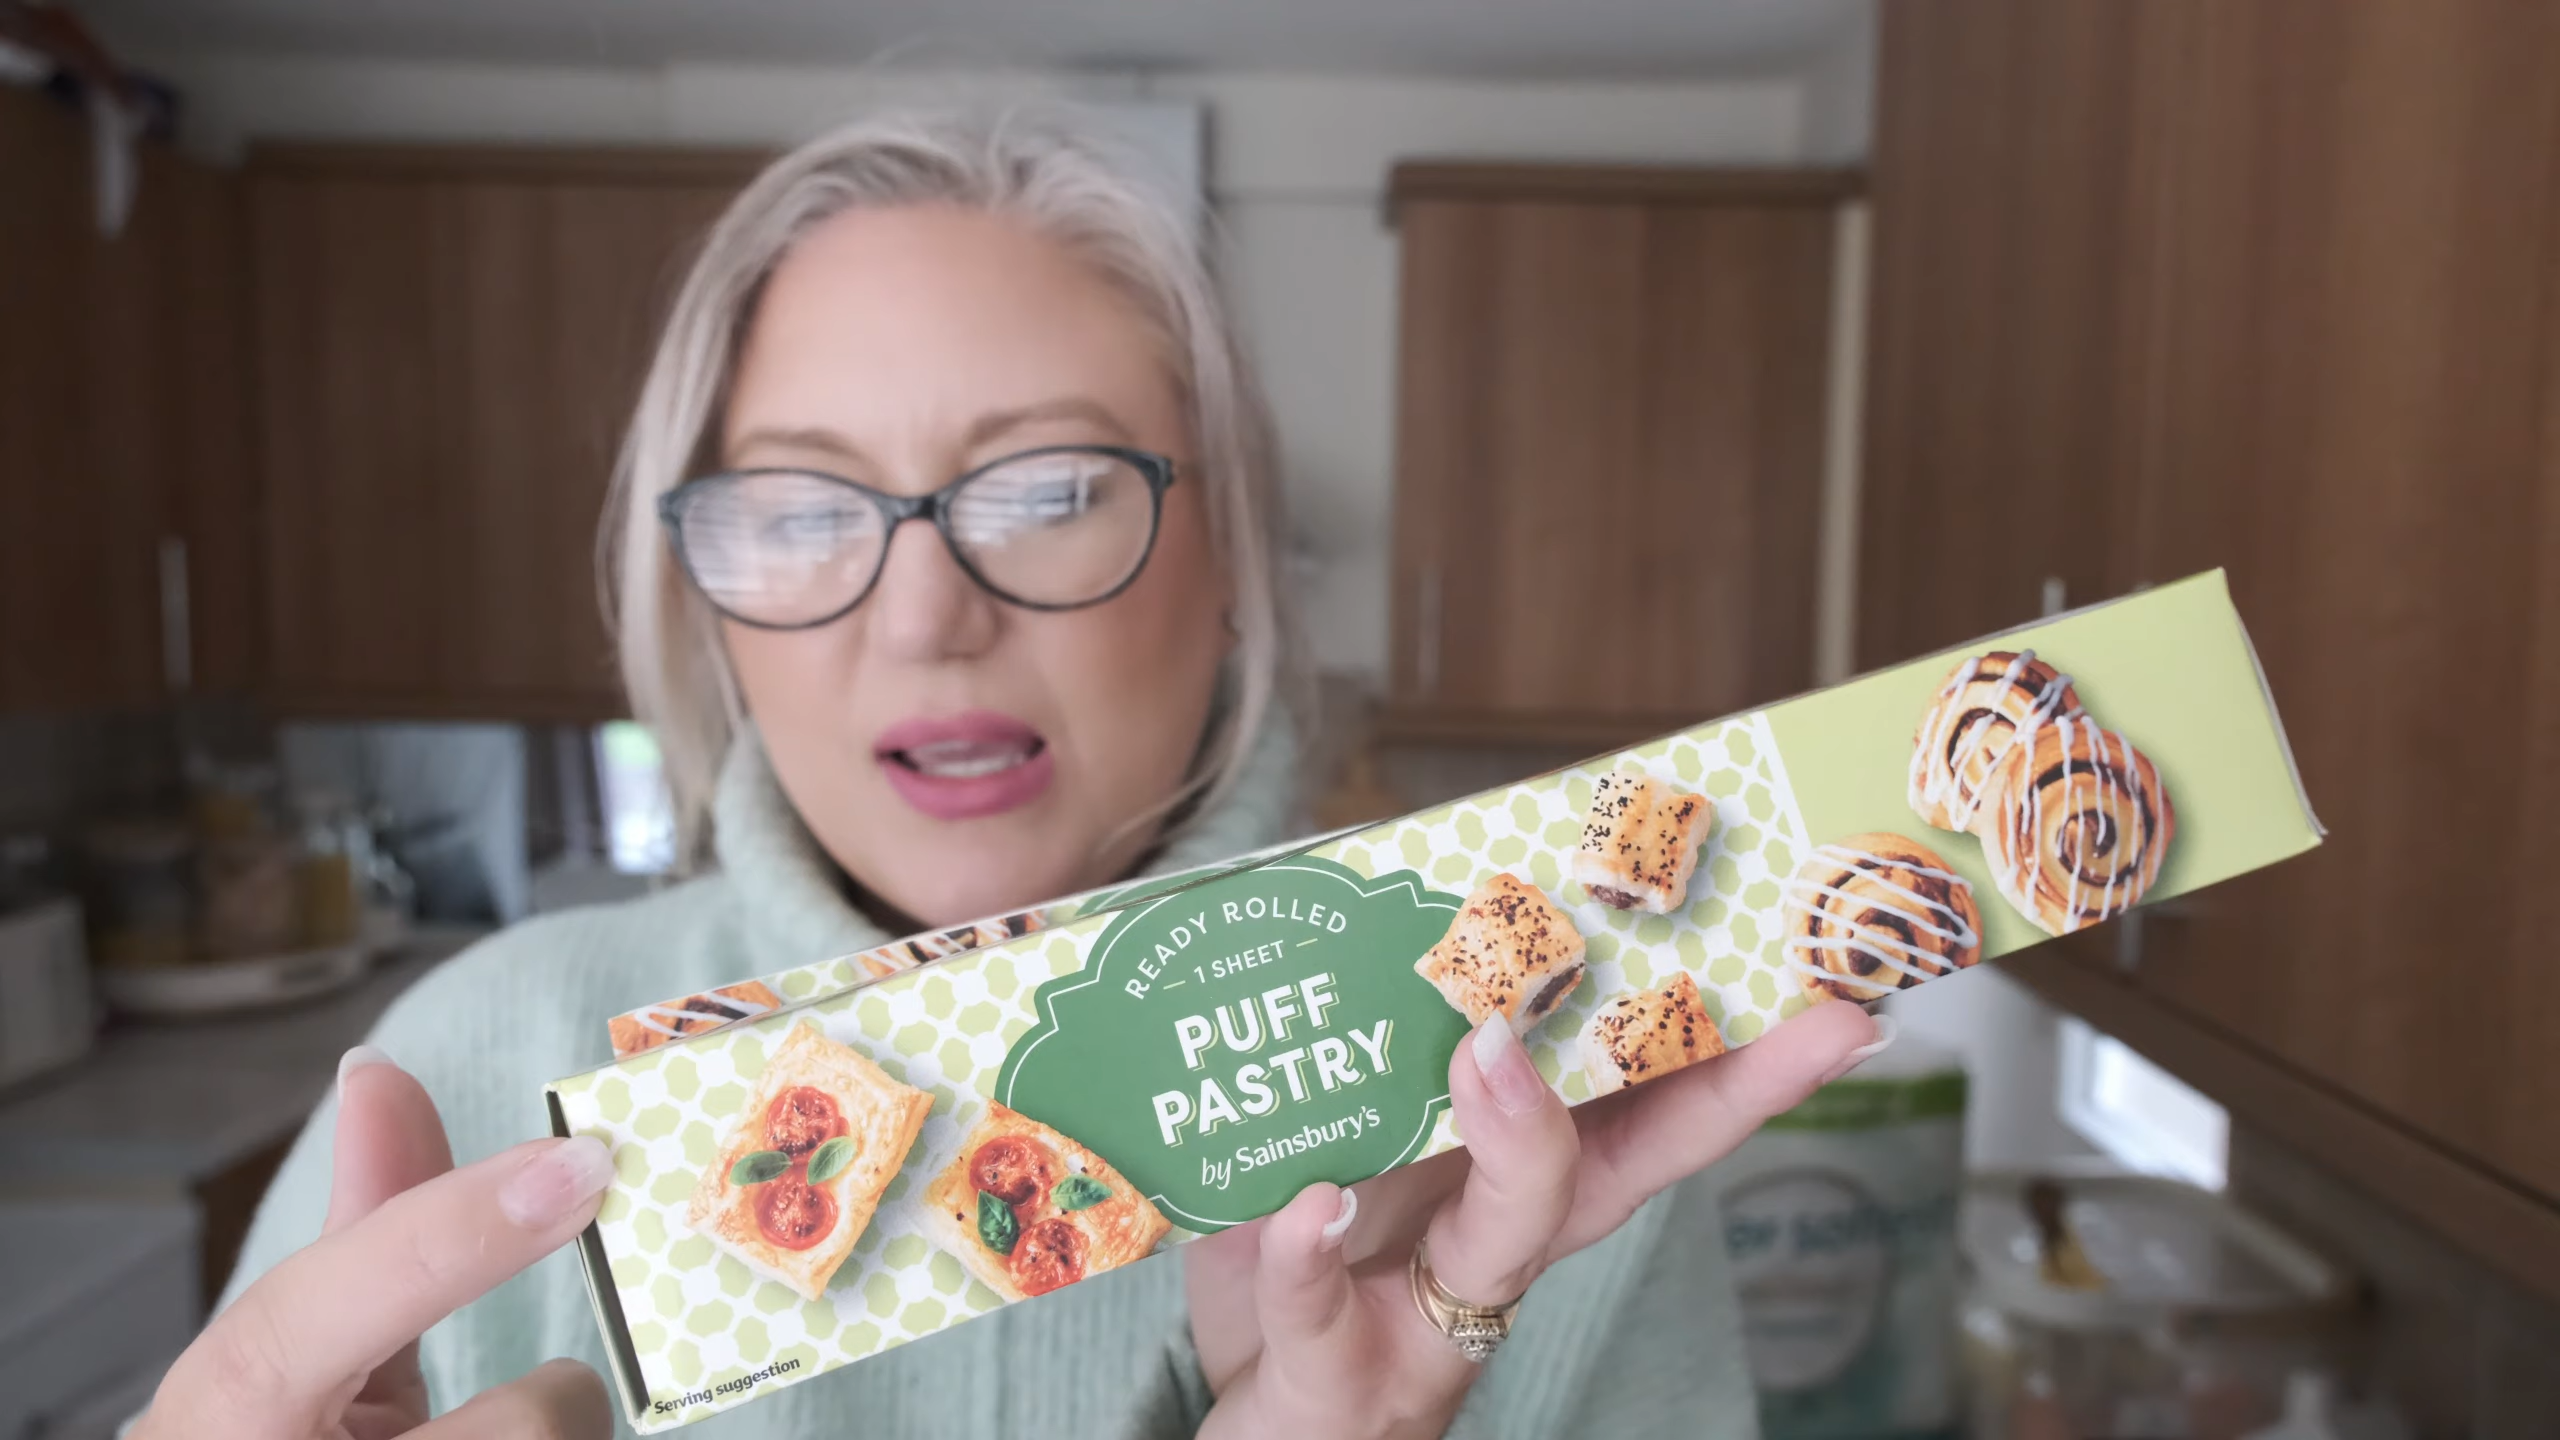 READY ROLLED
1 SHEET
PUFF
PASTRY
by Sainsbury's
Serving suggestion